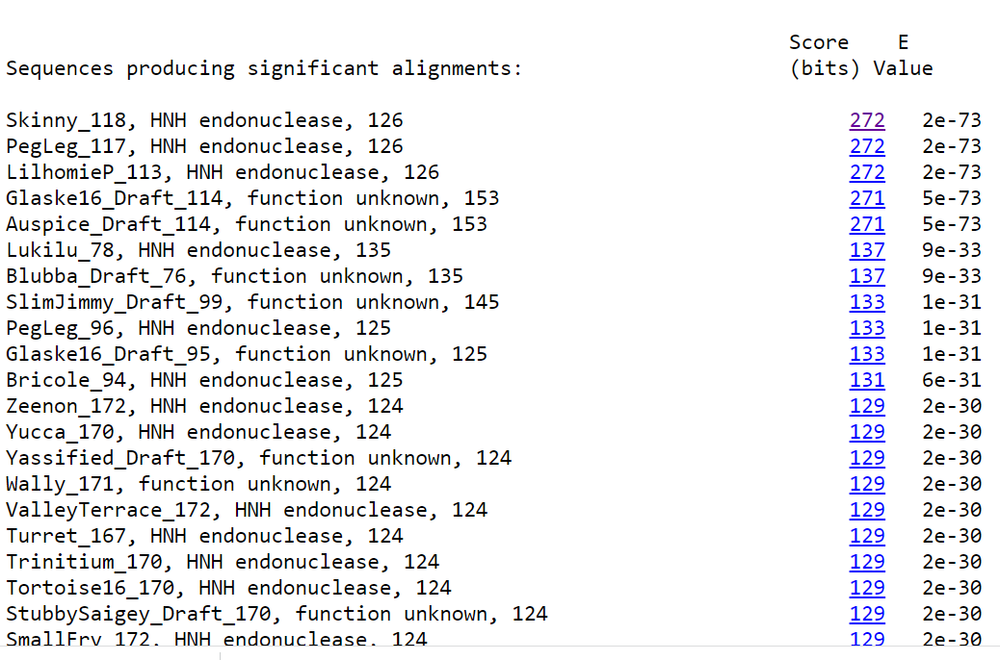 Score    E
Sequences producing significant alignments:                      (bits) Value
Skinny_118, HNH endonuclease, 126                                     272   2e-73
PegLeg_117, HNH endonuclease, 126                                     272   2e-73
LilhomieP_113, HNH endonuclease, 126                                  272   2e-73
Glaske16_Draft_114, function unknown, 153                             271   5e-73
Auspice_Draft_114, function unknown, 153                              271   5e-73
Lukilu_78, HNH endonuclease, 135                                      137   9e-33
Blubba_Draft_76, function unknown, 135                                137   9e-33
SlimJimmy_Draft_99, function unknown, 145                             133   1e-31
PegLeg_96, HNH endonuclease, 125                                      133   1e-31
Glaske16_Draft_95, function unknown, 125                              133   1e-31
Bricole_94, HNH endonuclease, 125                                     131   6e-31
Zeenon_172, HNH endonuclease, 124                                     129   2e-30
Yucca_170, HNH endonuclease, 124                                      129   2e-30
Yassified_Draft_170, function unknown, 124                            129   2e-30
Wally_171, function unknown, 124                                      129   2e-30
ValleyTerrace_172, HNH endonuclease, 124                              129   2e-30
Turret_167, HNH endonuclease, 124                                     129   2e-30
Trinitium_170, HNH endonuclease, 124                                  129   2e-30
Tortoise16_170, HNH endonuclease, 124                                 129   2e-30
StubbySaigey_Draft_170, function unknown, 124                         129   2e-30
SmallFry_172, HNH endonuclease, 124                                   129   2e-30